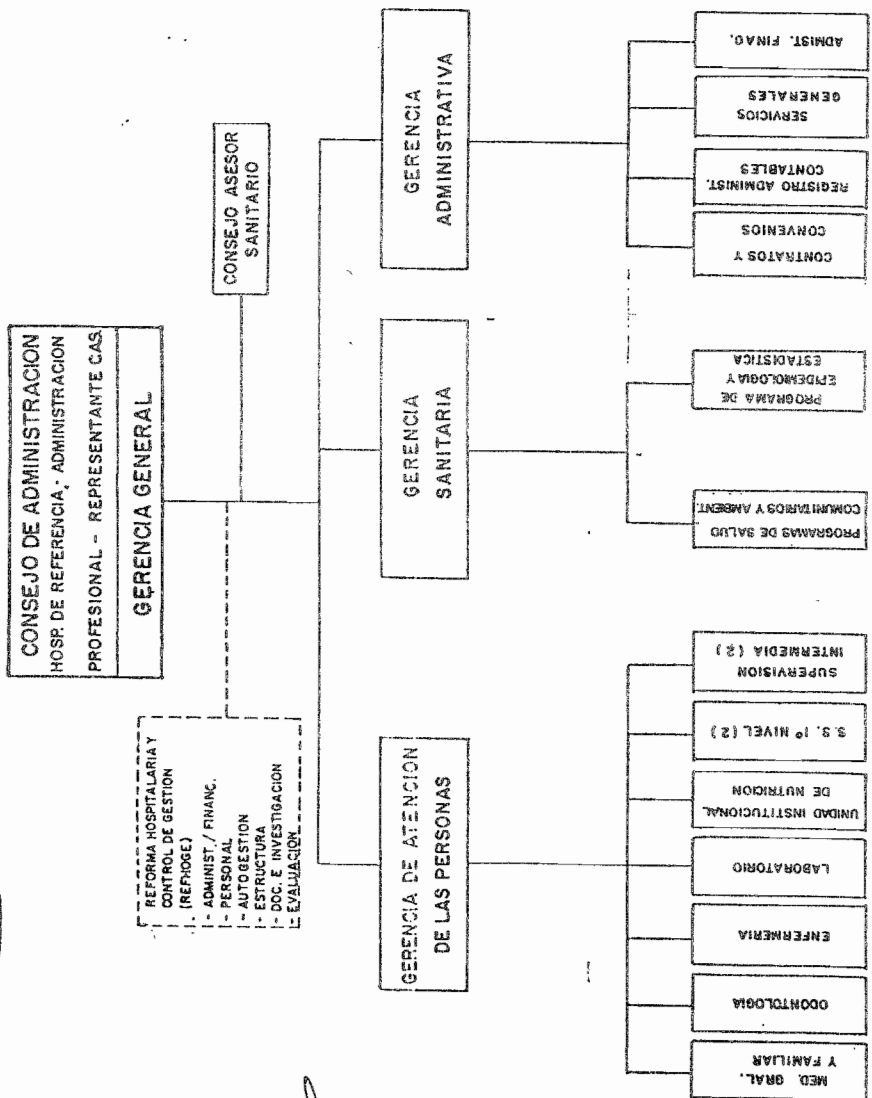 CONSEJO DE ADMINISTRACION
HOSP. DE REFERENCIA - ADMINISTRACION
PROFESIONAL - REPRESENTANTE CAS.
GERENCIA GENERAL
CONSEJO ASESOR
SANITARIO
REFORMA HOSPITALARIA Y
CONTROL DE GESTION
(REFHOGE)
- ADMINIST./ FINANC.
- PERSONAL
- AUTOGESTION
- ESTRUCTURA
- DOC. E INVESTIGACION
- EVALUACION
GERENCIA DE ATENCION
DE LAS PERSONAS
GERENCIA
SANITARIA
GERENCIA
ADMINISTRATIVA
MED. GRAL.
Y FAMILIAR
ODONTOLOGIA
ENFERMERIA
LABORATORIO
UNIDAD INSTITUCIONAL
DE NUTRICION
S.S. 1º NIVEL (2)
SUPERVISION
INTERMEDIA (2)
PROGRAMAS DE SALUD
COMUNITARIOS Y AMBIENT.
PROGRAMA DE
EPIDEMOLOGIA Y
ESTADISTICA
CONTRATOS Y
CONVENIOS
REGISTRO ADMINIST.
CONTABLES
SERVICIOS
GENERALES
ADMIST. FINAC.